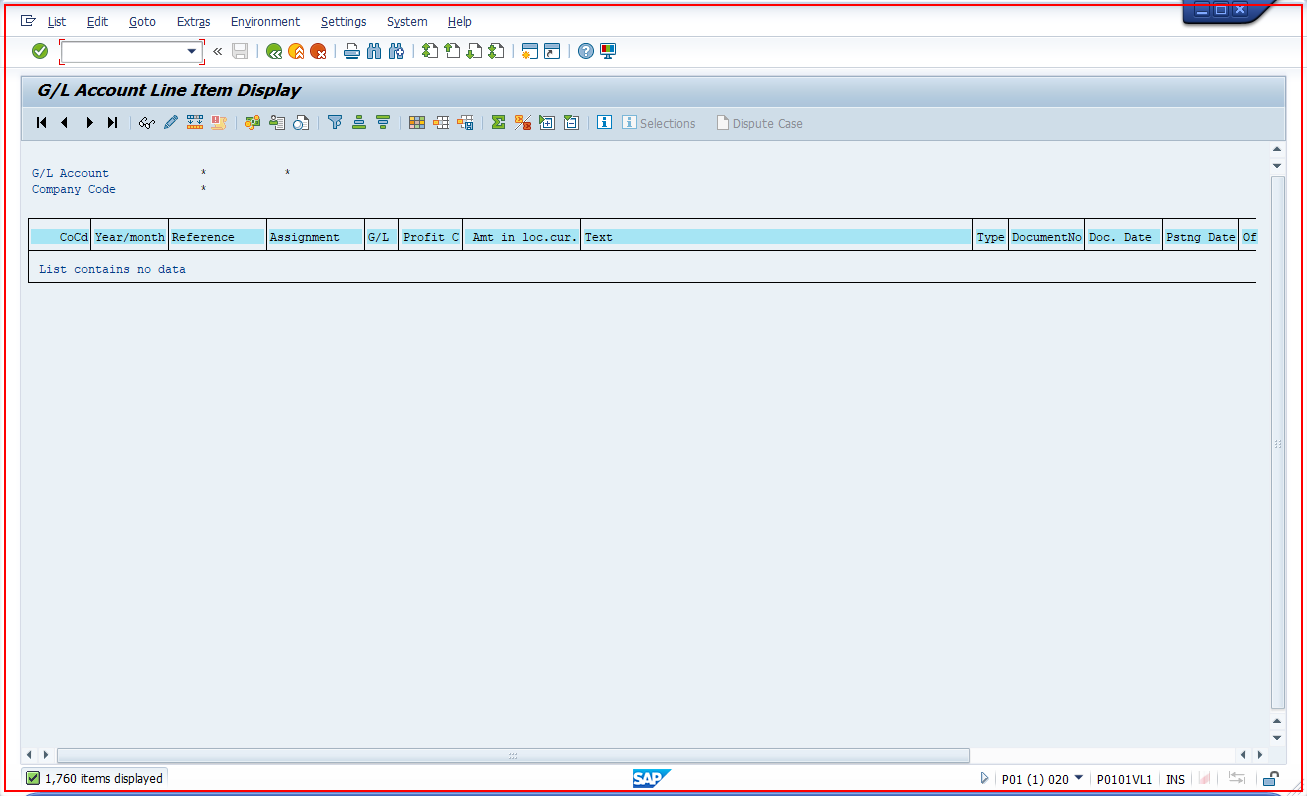 List Edit Goto Extras Environment Settings System Help
G/L Account Line Item Display
Selections Dispute Case
G/L Account * *
Company Code *
CoCd Year/month Reference Assignment G/L Profit C Amt in loc.cur. Text Type DocumentNo Doc. Date Pstng Date Of
List contains no data
1,760 items displayed SAP P01 (1) 020 P0101VL1 INS